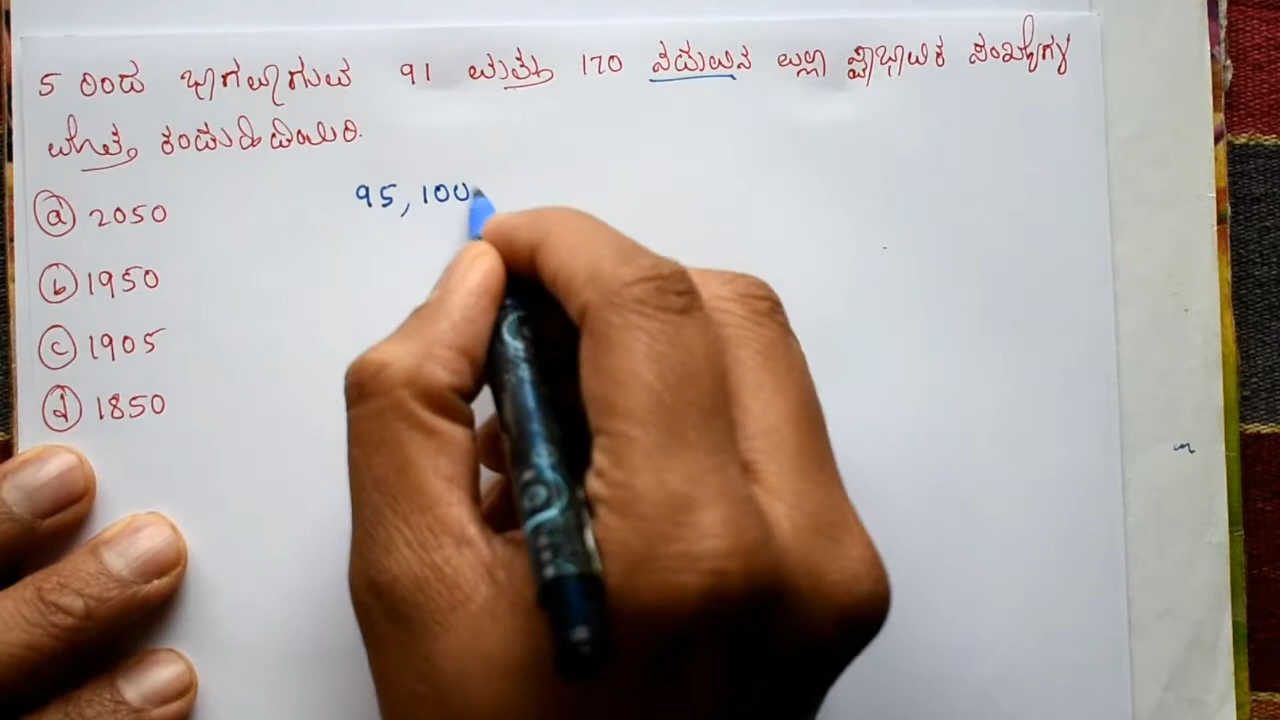 5 ರಿಂದ ಭಾಗವಾಗುವ 91 ಮತ್ತು 170 ನಡುವಿನ ಎಲ್ಲಾ ಸ್ವಾಭಾವಿಕ ಸಂಖ್ಯೆಗಳ
ಮೊತ್ತ ಕಂಡುಹಿಡಿಯಿರಿ.
95, 100
a 2050
b 1950
c 1905
d 1850